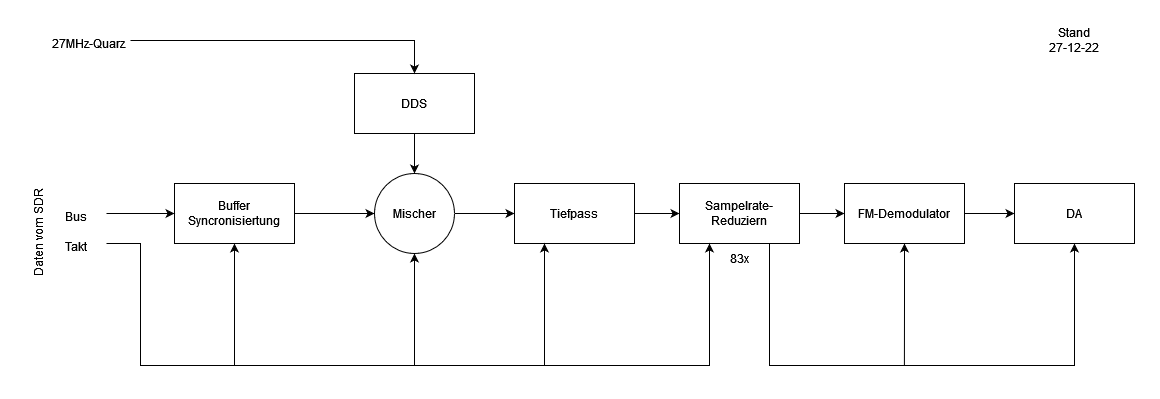 27MHz-Quarz
Stand
27-12-22
DDS
Daten vom SDR
Bus
Takt
Buffer
Syncronisiertung
Mischer
Tiefpass
Sampelrate-
Reduziern
83x
FM-Demodulator
DA